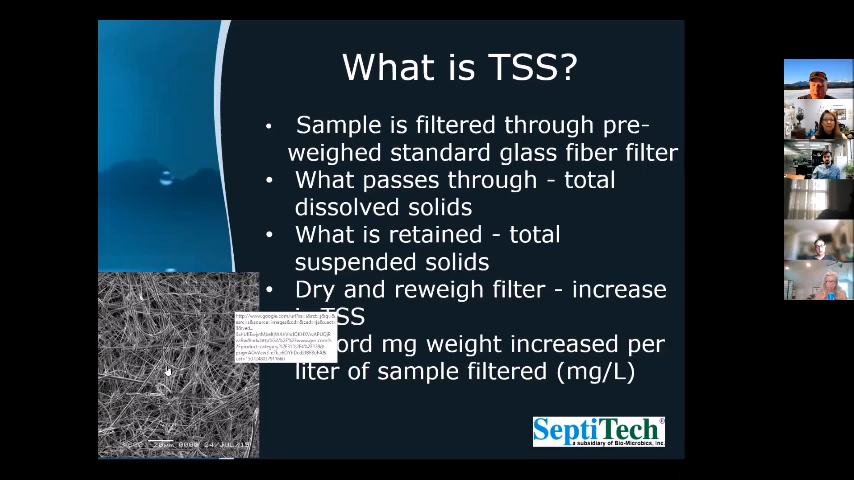 What is TSS?
• Sample is filtered through pre-
weighed standard glass fiber filter
• What passes through - total
dissolved solids
• What is retained - total
suspended solids
• Dry and reweigh filter - increase
TSS
ord mg weight increased per
liter of sample filtered (mg/L)
SeptiTech®
a subsidiary of Bio-Microbics, Inc.